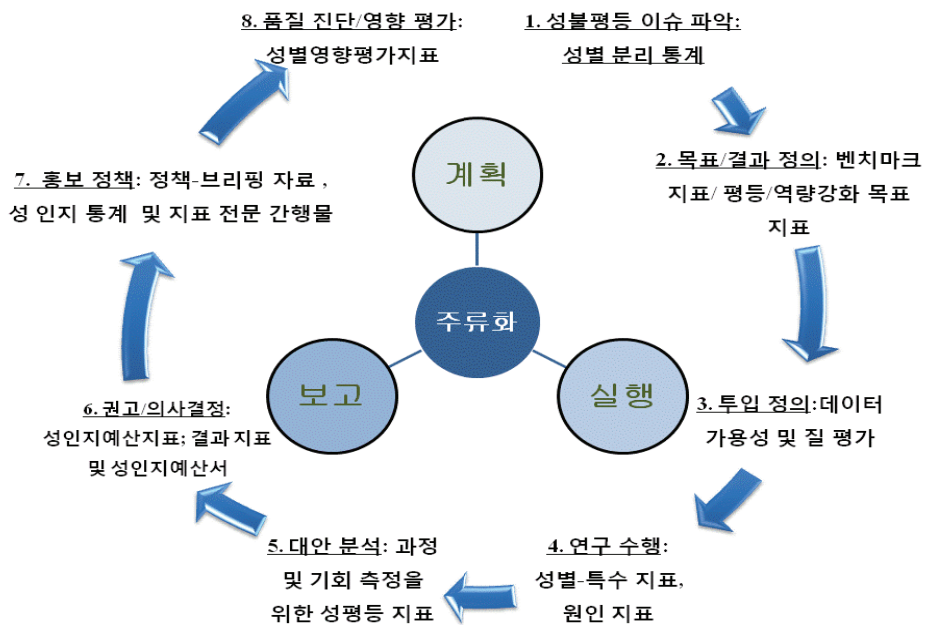 8. 품질 진단/영향 평가:
성별영향평가지표
1. 성불평등 이슈 파악:
성별 분리 통계
2. 목표/결과 정의: 벤치마크
지표/ 평등/역량강화 목표
지표
3. 투입 정의:데이터
가용성 및 질 평가
4. 연구 수행:
성별-특수 지표,
원인 지표
5. 대안 분석: 과정
및 기회 측정을
위한 성평등 지표
6. 권고/의사결정:
성인지예산지표; 결과 지표
및 성인지예산서
7. 홍보 정책: 정책-브리핑 자료 ,
성 인지 통계 및 지표 전문 간행물
계획
주류화
보고
실행